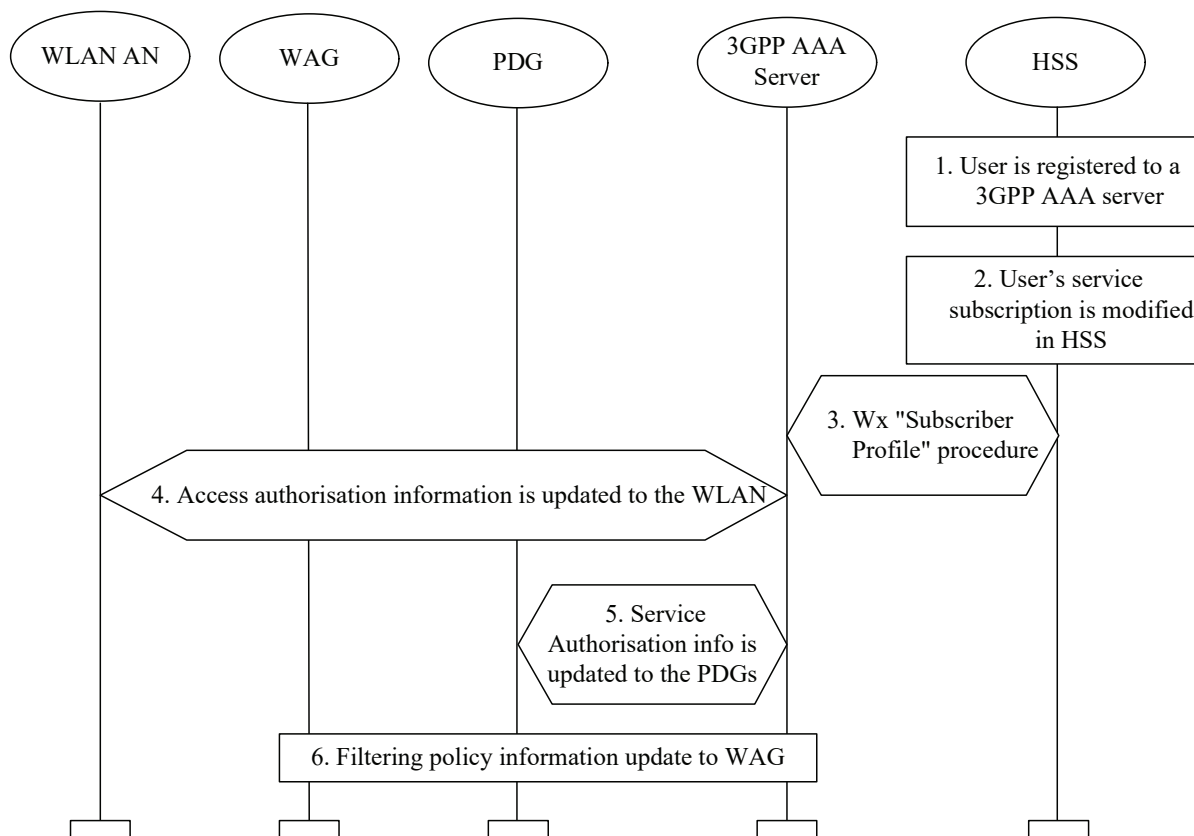 WLAN AN
WAG
PDG
3GPP AAA
Server
HSS
1. User is registered to a
3GPP AAA server
2. User’s service
subscription is modified
in HSS
3. Wx "Subscriber
Profile" procedure
4. Access authorisation information is updated to the WLAN
5. Service
Authorisation info is
updated to the PDGs
6. Filtering policy information update to WAG